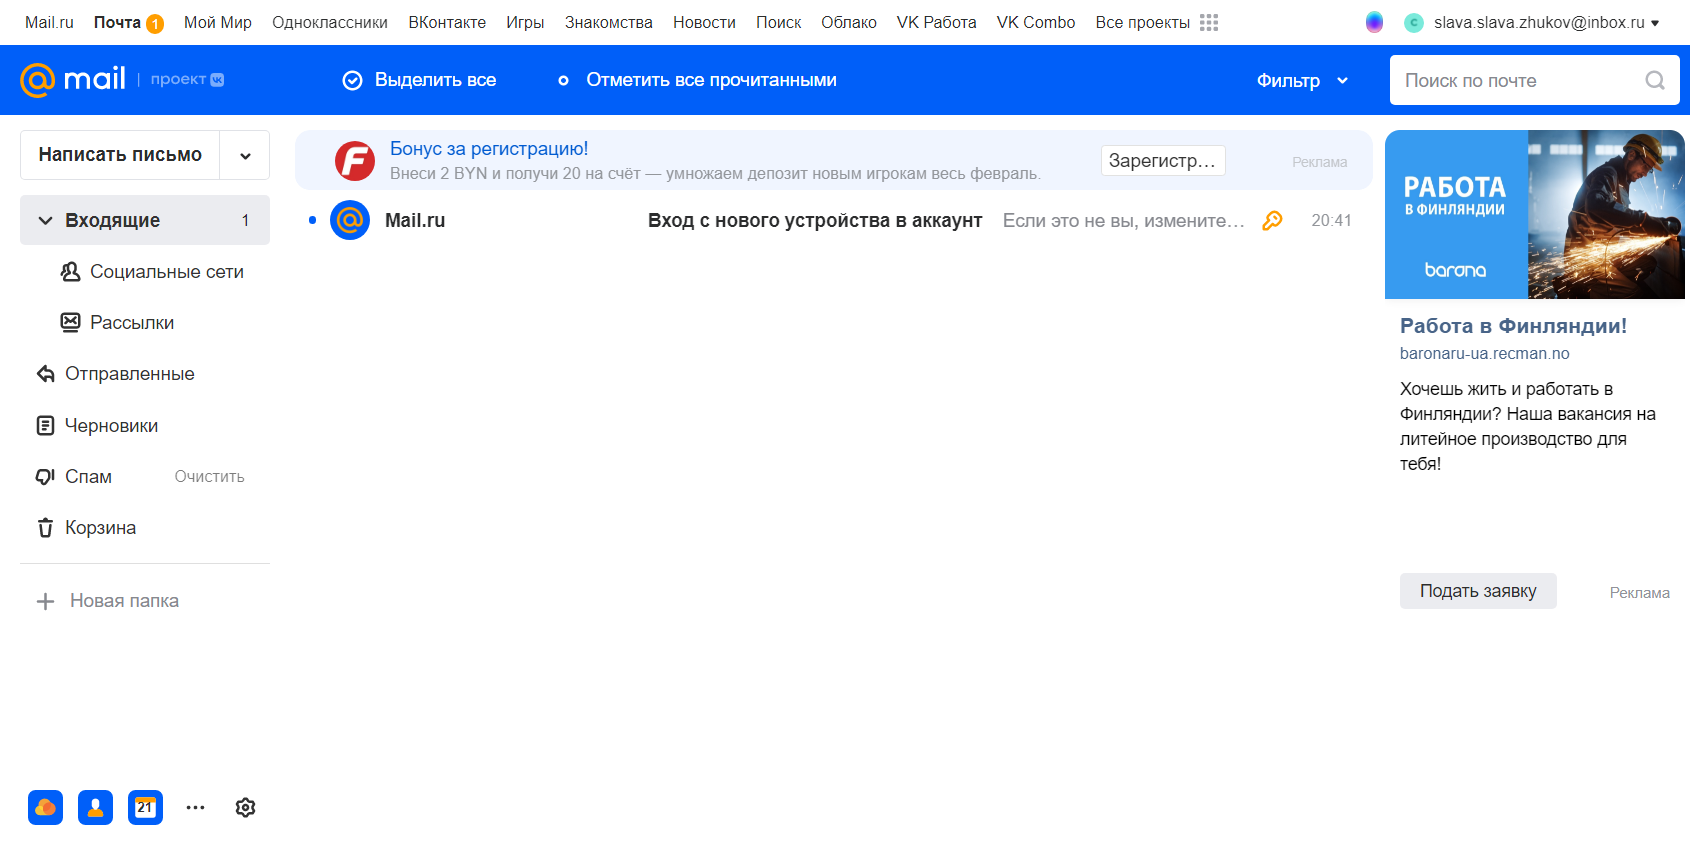 Mail.ru Почта 1 Мой Мир Одноклассники ВКонтакте Игры Знакомства Новости Поиск Облако VK Работа VK Combo Все проекты С slava.slava.zhukov@inbox.ru
@mail | проект Выделить все Отметить все прочитанными Фильтр Поиск по почте
Написать письмо
Бонус за регистрацию!
Внеси 2 BYN и получи 20 на счёт — умножаем депозит новым игрокам весь февраль.
Зарегистр...
Реклама
Входящие 1
Mail.ru Вход с нового устройства в аккаунт Если это не вы, измените... 20:41
Социальные сети
Рассылки
Отправленные
Черновики
Спам Очистить
Корзина
Новая папка
21
РАБОТА
В ФИНЛЯНДИИ
barona
Работа в Финляндии!
baronaru-ua.recman.no
Хочешь жить и работать в
Финляндии? Наша вакансия на
литейное производство для
тебя!
Подать заявку Реклама